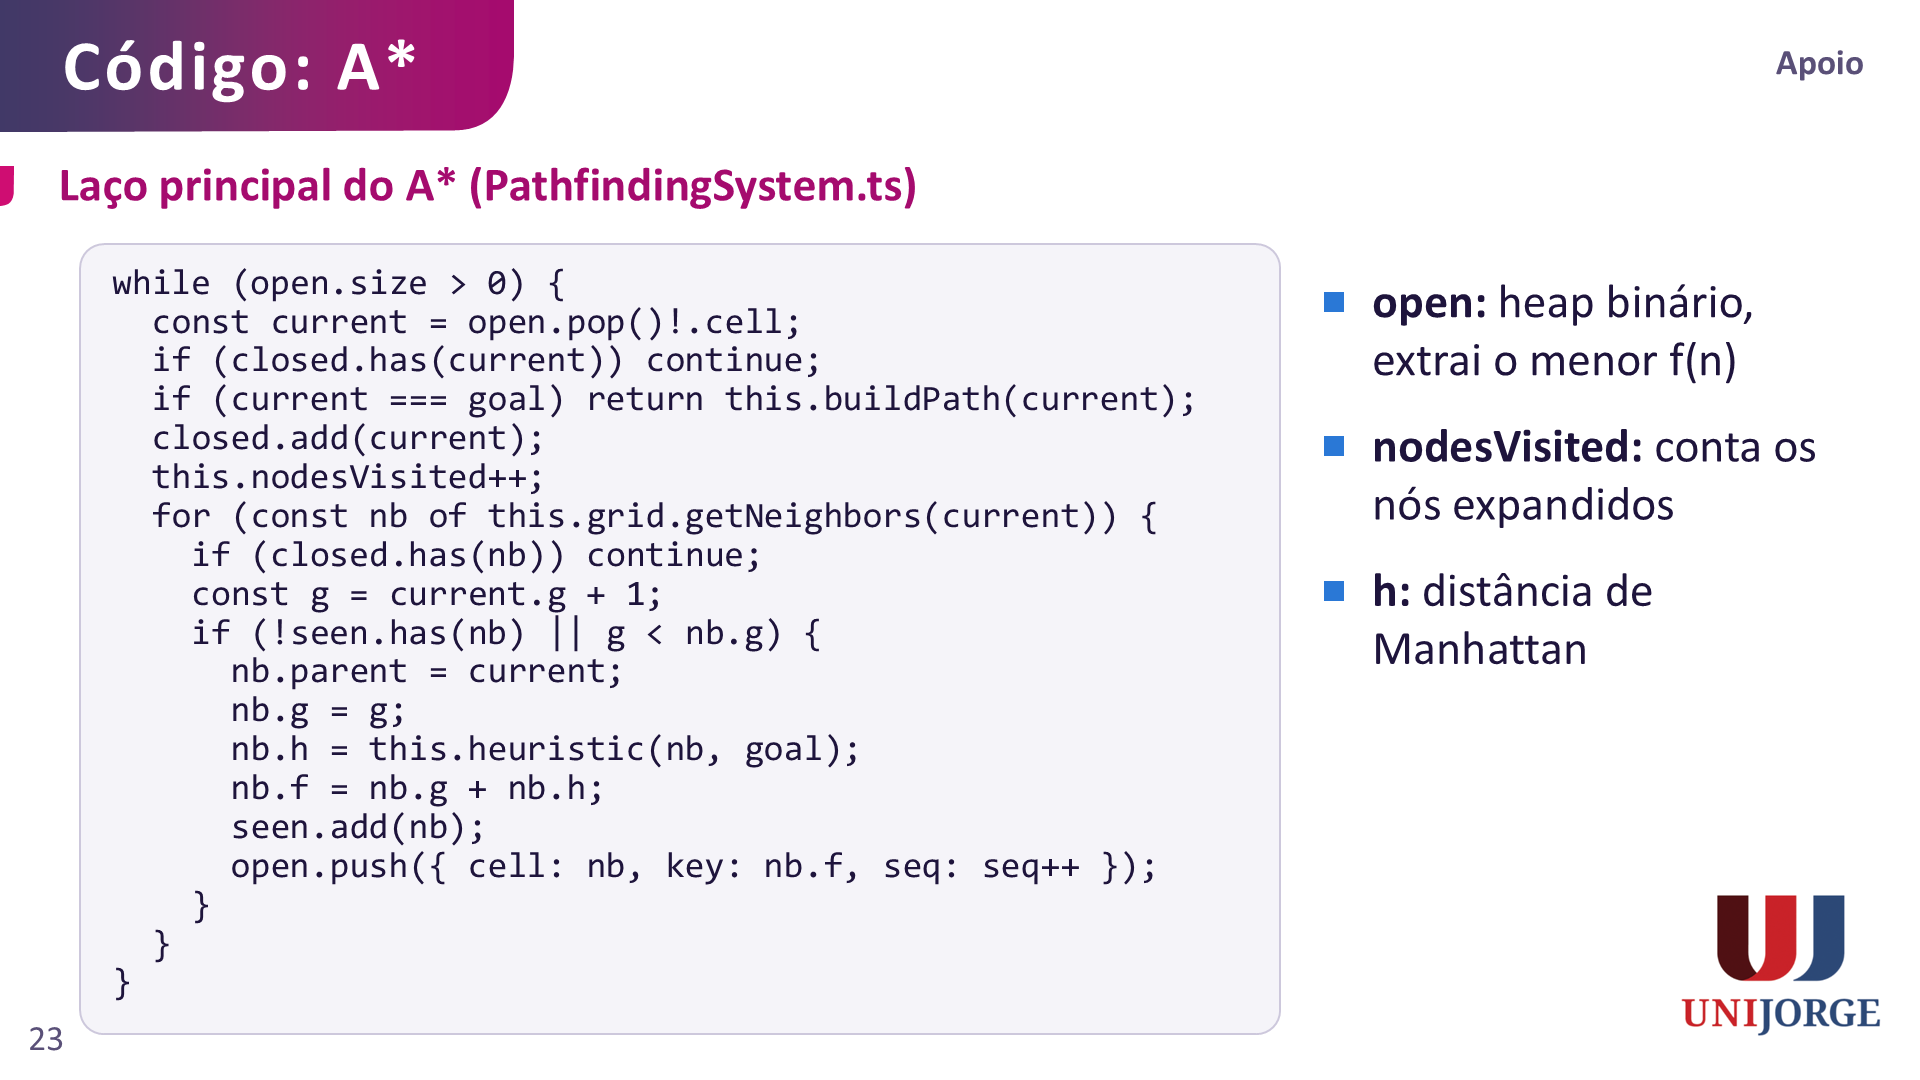 Código: A*
Apoio
Laço principal do A* (PathfindingSystem.ts)
while (open.size > 0) {
  const current = open.pop()!.cell;
  if (closed.has(current)) continue;
  if (current === goal) return this.buildPath(current);
  closed.add(current);
  this.nodesVisited++;
  for (const nb of this.grid.getNeighbors(current)) {
    if (closed.has(nb)) continue;
    const g = current.g + 1;
    if (!seen.has(nb) || g < nb.g) {
      nb.parent = current;
      nb.g = g;
      nb.h = this.heuristic(nb, goal);
      nb.f = nb.g + nb.h;
      seen.add(nb);
      open.push({ cell: nb, key: nb.f, seq: seq++ });
    }
  }
}
open: heap binário,
extrai o menor f(n)
nodesVisited: conta os
nós expandidos
h: distância de
Manhattan
UNIJORGE
23